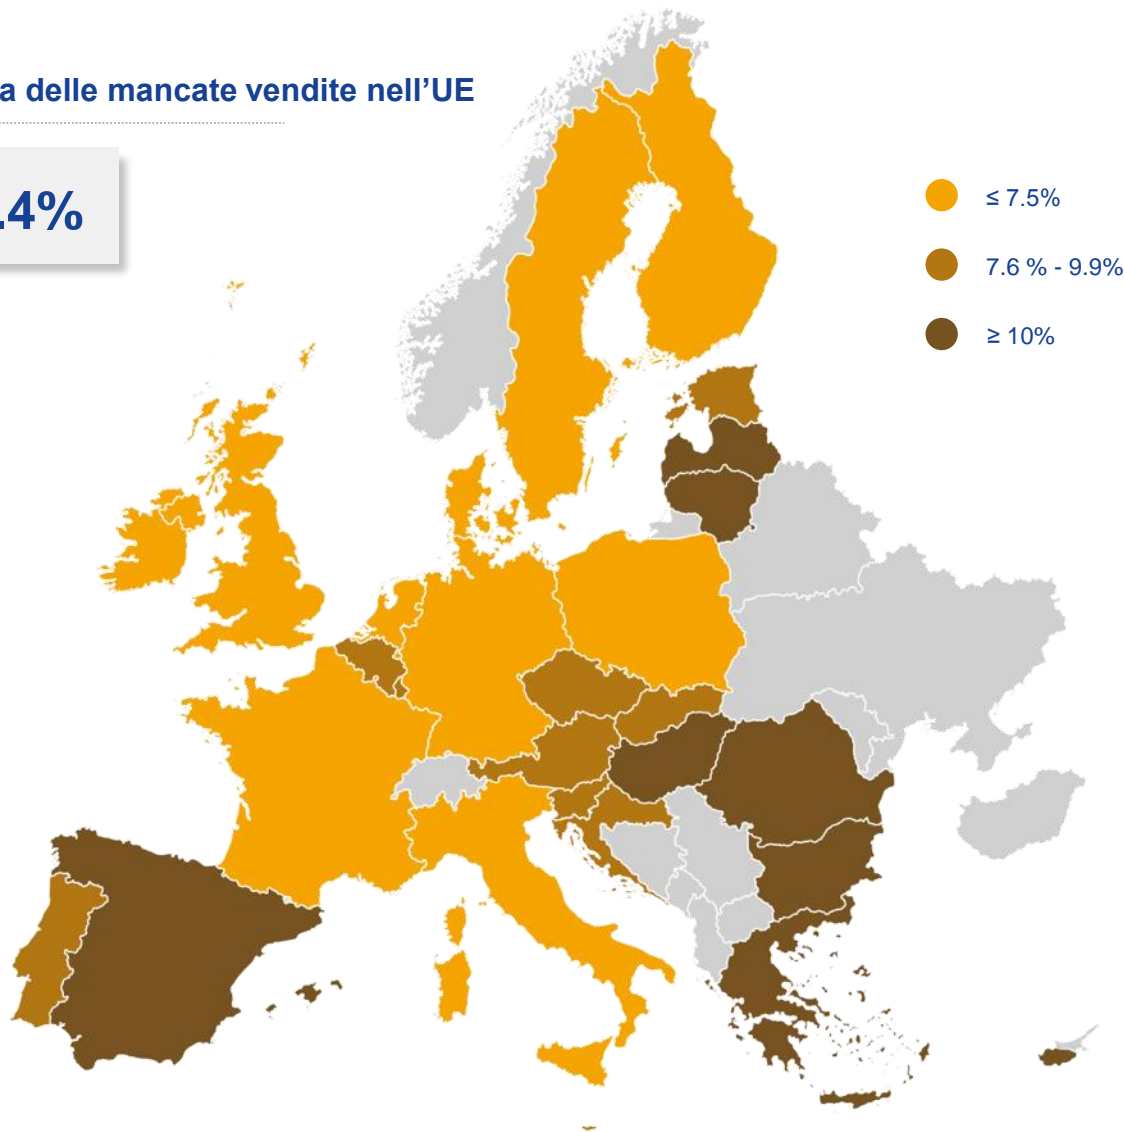 a delle mancate vendite nell’UE
.4%
≤ 7.5%
7.6 % - 9.9%
≥ 10%